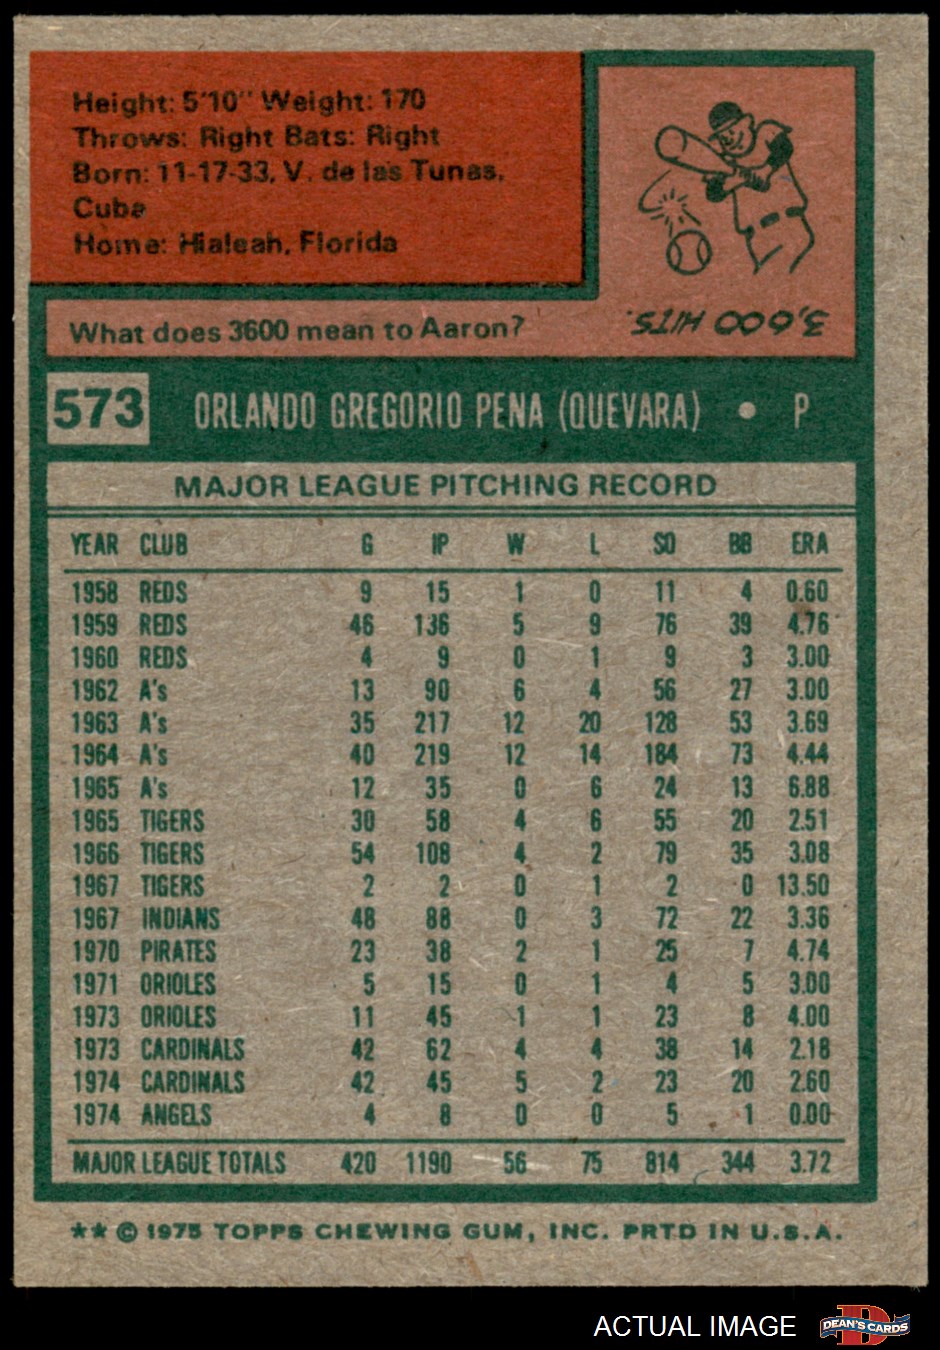 Height: 5'10" Weight: 170
Throws: Right Bats: Right
Born: 11-17-33, V. de las Tunas,
Cuba
Home: Hialeah, Florida
What does 3600 mean to Aaron?
3,600 HITS.
573 ORLANDO GREGORIO PENA (QUEVARA) • P
MAJOR LEAGUE PITCHING RECORD
YEAR CLUB G IP W L SO BB ERA
1958 REDS 9 15 1 0 11 4 0.60
1959 REDS 46 136 5 9 76 39 4.76
1960 REDS 4 9 0 1 9 3 3.00
1962 A's 13 90 6 4 56 27 3.00
1963 A's 35 217 12 20 128 53 3.69
1964 A's 40 219 12 14 184 73 4.44
1965 A's 12 35 0 6 24 13 6.88
1965 TIGERS 30 58 4 6 55 20 2.51
1966 TIGERS 54 108 4 2 79 35 3.08
1967 TIGERS 2 2 0 1 2 0 13.50
1967 INDIANS 48 88 0 3 72 22 3.36
1970 PIRATES 23 38 2 1 25 7 4.74
1971 ORIOLES 5 15 0 1 4 5 3.00
1973 ORIOLES 11 45 1 1 23 8 4.00
1973 CARDINALS 42 62 4 4 38 14 2.18
1974 CARDINALS 42 45 5 2 23 20 2.60
1974 ANGELS 4 8 0 0 5 1 0.00
MAJOR LEAGUE TOTALS 420 1190 56 75 814 344 3.72
★★ © 1975 TOPPS CHEWING GUM, INC. PRTD IN U.S.A.
ACTUAL IMAGE
D
DEAN'S CARDS